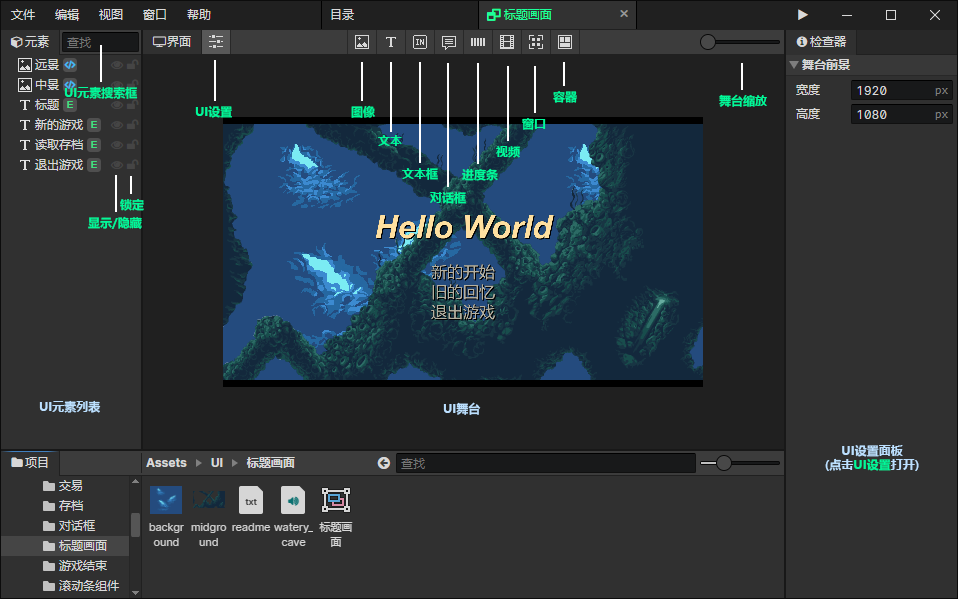 文件 编辑 视图 窗口 帮助 目录 标题画面
元素 查找 界面 检查器
远景
中景
UI元素搜索框
标题 E
新的游戏 E
读取存档 E
退出游戏 E
锁定
显示/隐藏
UI元素列表
UI设置
T
IN
图像
文本
文本框
对话框
进度条
视频
窗口
容器
舞台缩放
Hello World
新的开始
旧的回忆
退出游戏
UI舞台
舞台前景
宽度 1920 px
高度 1080 px
UI设置面板
(点击UI设置打开)
项目
交易
存档
对话框
标题画面
游戏结束
滚动条组件
Assets UI 标题画面 查找
txt
backgr
ound
midgro
und
readme
watery_
cave
标题画
面